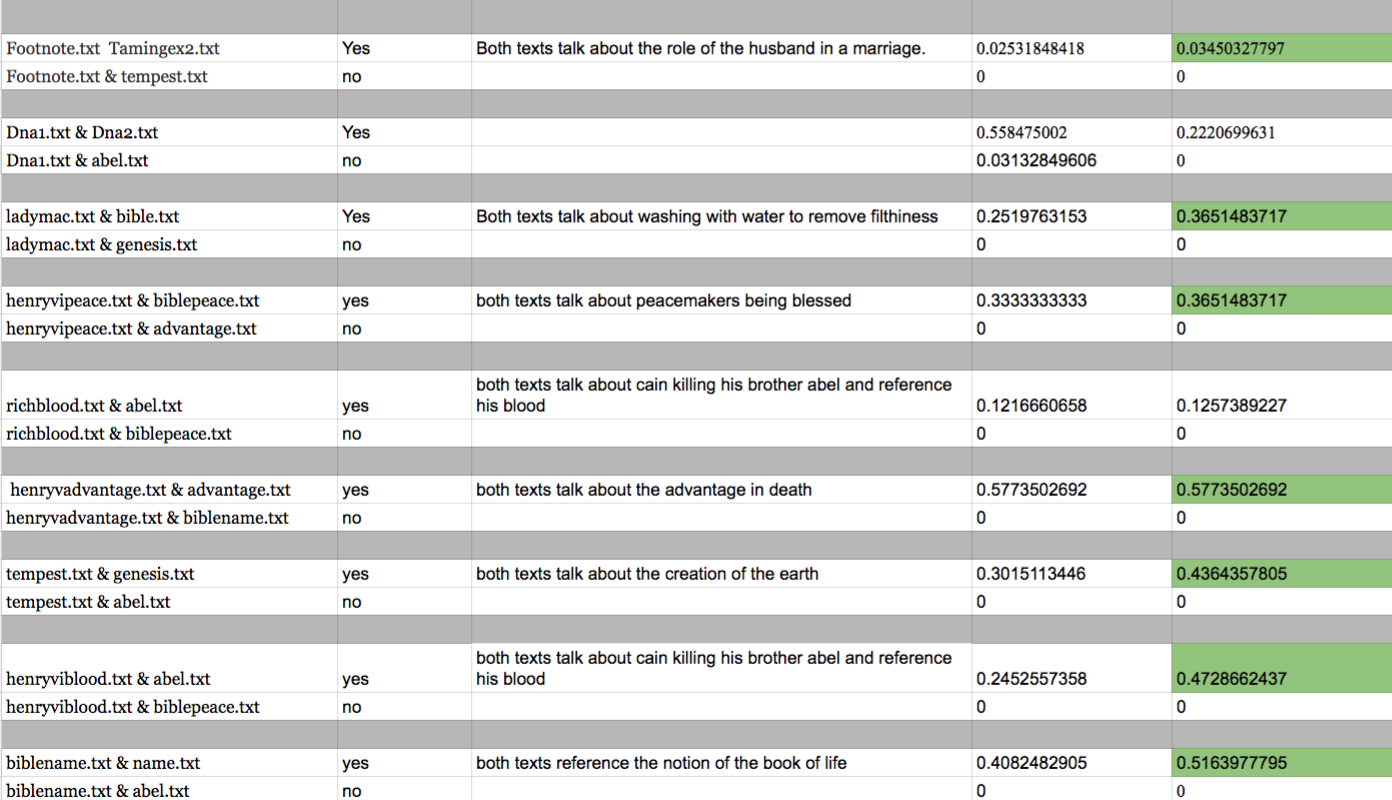 Footnote.txt Tamingex2.txt Yes Both texts talk about the role of the husband in a marriage. 0.02531848418 0.03450327797
Footnote.txt & tempest.txt no 0 0
Dna1.txt & Dna2.txt Yes 0.558475002 0.2220699631
Dna1.txt & abel.txt no 0.03132849606 0
ladymac.txt & bible.txt Yes Both texts talk about washing with water to remove filthiness 0.2519763153 0.3651483717
ladymac.txt & genesis.txt no 0 0
henryvipeace.txt & biblepeace.txt yes both texts talk about peacemakers being blessed 0.3333333333 0.3651483717
henryvipeace.txt & advantage.txt no 0 0
both texts talk about cain killing his brother abel and reference
richblood.txt & abel.txt yes his blood 0.1216660658 0.1257389227
richblood.txt & biblepeace.txt no 0 0
henryvadvantage.txt & advantage.txt yes both texts talk about the advantage in death 0.5773502692 0.5773502692
henryvadvantage.txt & biblename.txt no 0 0
tempest.txt & genesis.txt yes both texts talk about the creation of the earth 0.3015113446 0.4364357805
tempest.txt & abel.txt no 0 0
both texts talk about cain killing his brother abel and reference
henryviblood.txt & abel.txt yes his blood 0.2452557358 0.4728662437
henryviblood.txt & biblepeace.txt no 0 0
biblename.txt & name.txt yes both texts reference the notion of the book of life 0.4082482905 0.5163977795
biblename.txt & abel.txt no 0 0